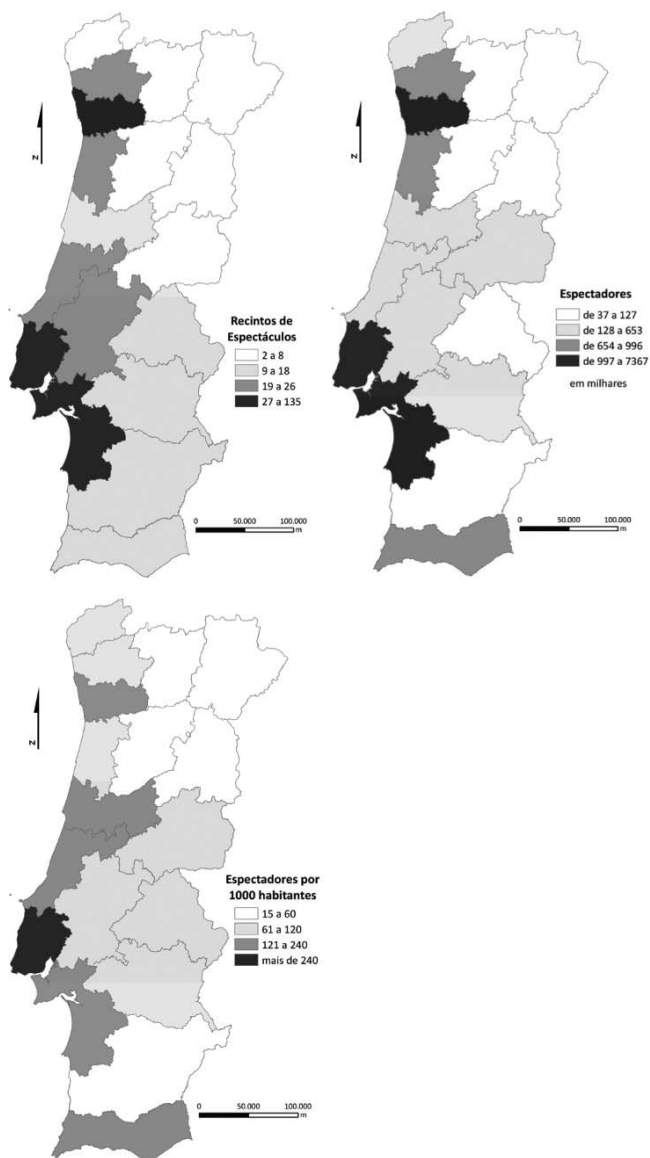 N
Recintos de
Espectáculos
2 a 8
9 a 18
19 a 26
27 a 135
0 50.000 100.000
m
N
Espectadores
de 37 a 127
de 128 a 653
de 654 a 996
de 997 a 7367
em milhares
0 50.000 100.000
m
N
Espectadores por
1000 habitantes
15 a 60
61 a 120
121 a 240
mais de 240
0 50.000 100.000
m